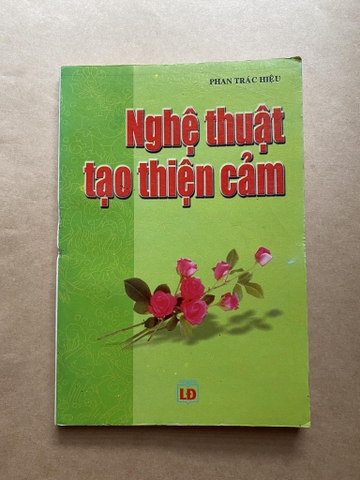 PHAN TRÁC HIỆU
Nghệ thuật
tạo thiện cảm
LĐ